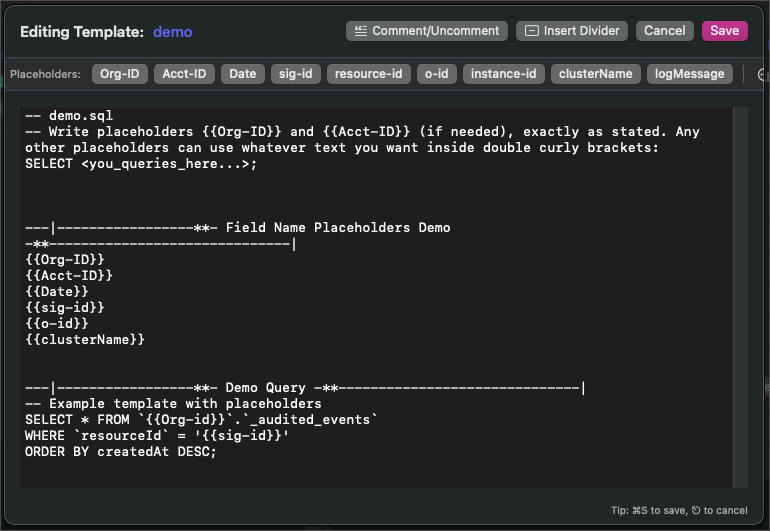 Editing Template: demo Comment/Uncomment Insert Divider Cancel Save
Placeholders: Org-ID Acct-ID Date sig-id resource-id o-id instance-id clusterName logMessage
-- demo.sql
-- Write placeholders {{Org-ID}} and {{Acct-ID}} (if needed), exactly as stated. Any
other placeholders can use whatever text you want inside double curly brackets:
SELECT <you_queries_here...>;
---|-----------------**- Field Name Placeholders Demo
-**------------------------------|
{{Org-ID}}
{{Acct-ID}}
{{Date}}
{{sig-id}}
{{o-id}}
{{clusterName}}
---|-----------------**- Demo Query -**------------------------------|
-- Example template with placeholders
SELECT * FROM `{{Org-id}}`.`_audited_events`
WHERE `resourceId` = '{{sig-id}}'
ORDER BY createdAt DESC;
Tip: ⌘S to save, ⎋ to cancel